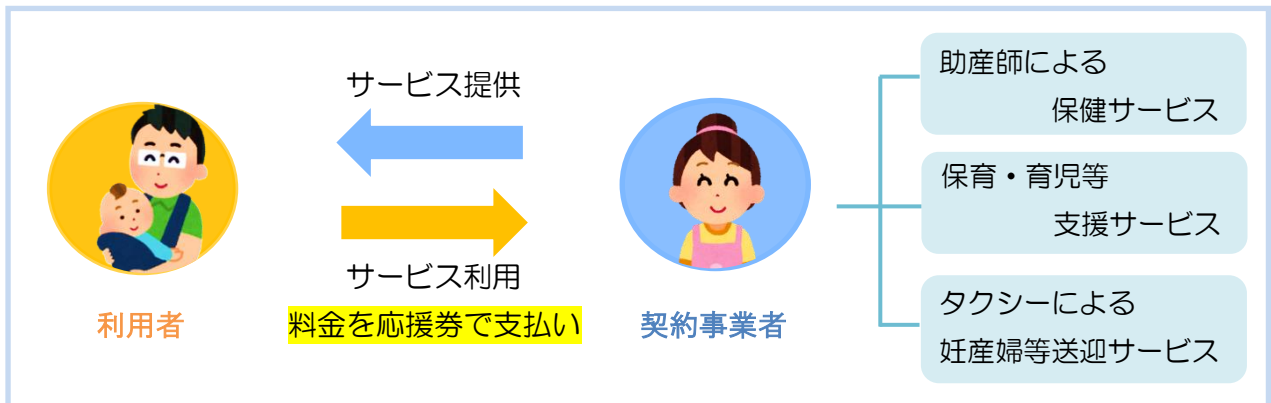 サービス提供
サービス利用
料金を応援券で支払い
利用者
契約事業者
助産師による
保健サービス
保育・育児等
支援サービス
タクシーによる
妊産婦等送迎サービス